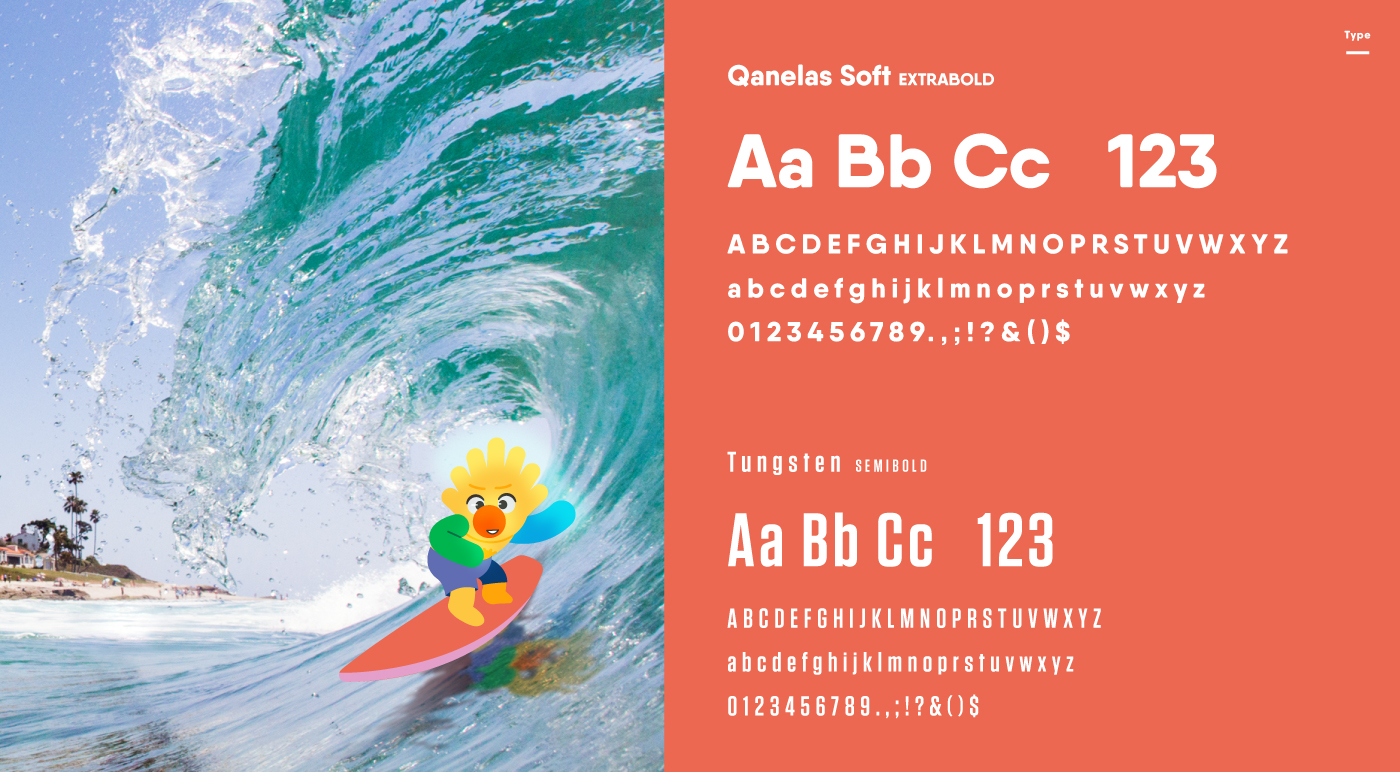 Type
Qanelas Soft EXTRABOLD
Aa Bb Cc 123
ABCDEFGHIJKLMNOPRSTUVWXYZ
abcdefghijklmnoprstuvwxyz
0123456789.,;!?&()$
Tungsten SEMIBOLD
Aa Bb Cc 123
ABCDEFGHIJKLMNOPRSTUVWXYZ
abcdefghijklmnoprstuvwxyz
0123456789.,;!?&()$